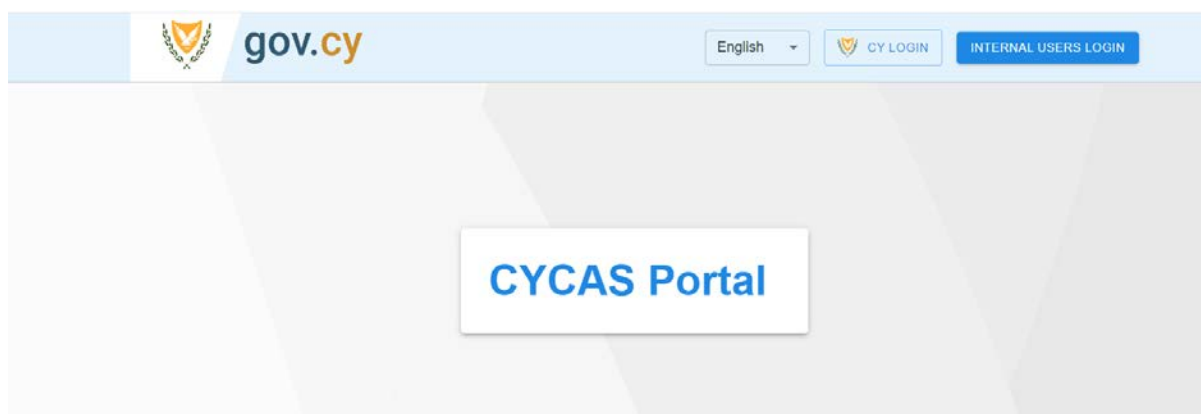 gov.cy
English
CY LOGIN
INTERNAL USERS LOGIN
CYCAS Portal